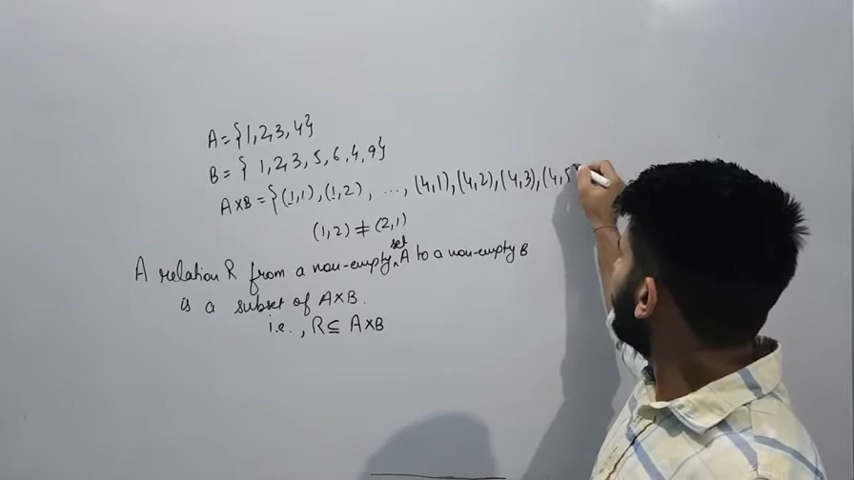 A={1,2,3,4}
B={1,2,3,5,6,4,9}
A×B={(1,1),(1,2), ...,(4,1),(4,2),(4,3),(4,5
(1,2)≠(2,1)
A relation R from a non-empty set A to a non-empty B
is a subset of A×B.
i.e., R⊆ A×B